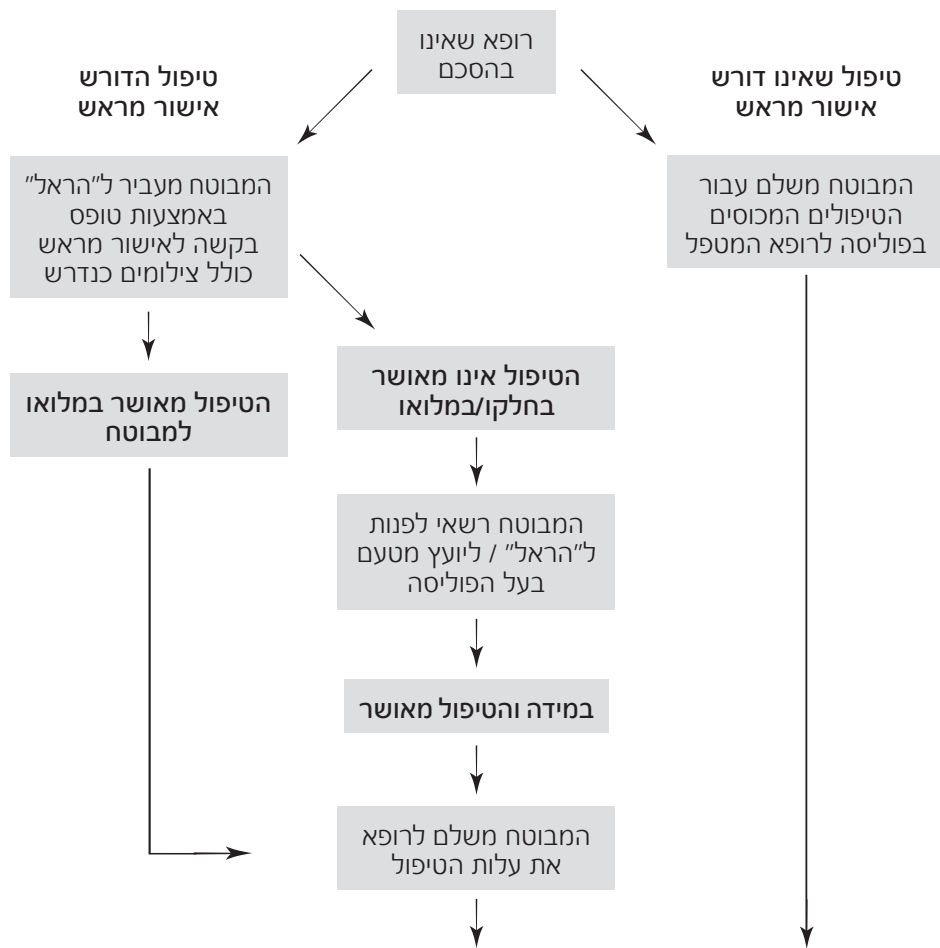 רופא שאינו
בהסכם
טיפול שאינו דורש
אישור מראש
טיפול הדורש
אישור מראש
המבוטח משלם עבור
הטיפולים המכוסים
בפוליסה לרופא המטפל
המבוטח מעביר ל"הראל"
באמצעות טופס
בקשה לאישור מראש
כולל צילומים כנדרש
הטיפול אינו מאושר
בחלקו/במלואו
הטיפול מאושר במלואו
למבוטח
המבוטח רשאי לפנות
ל"הראל" / ליועץ מטעם
בעל הפוליסה
במידה והטיפול מאושר
המבוטח משלם לרופא
את עלות הטיפול